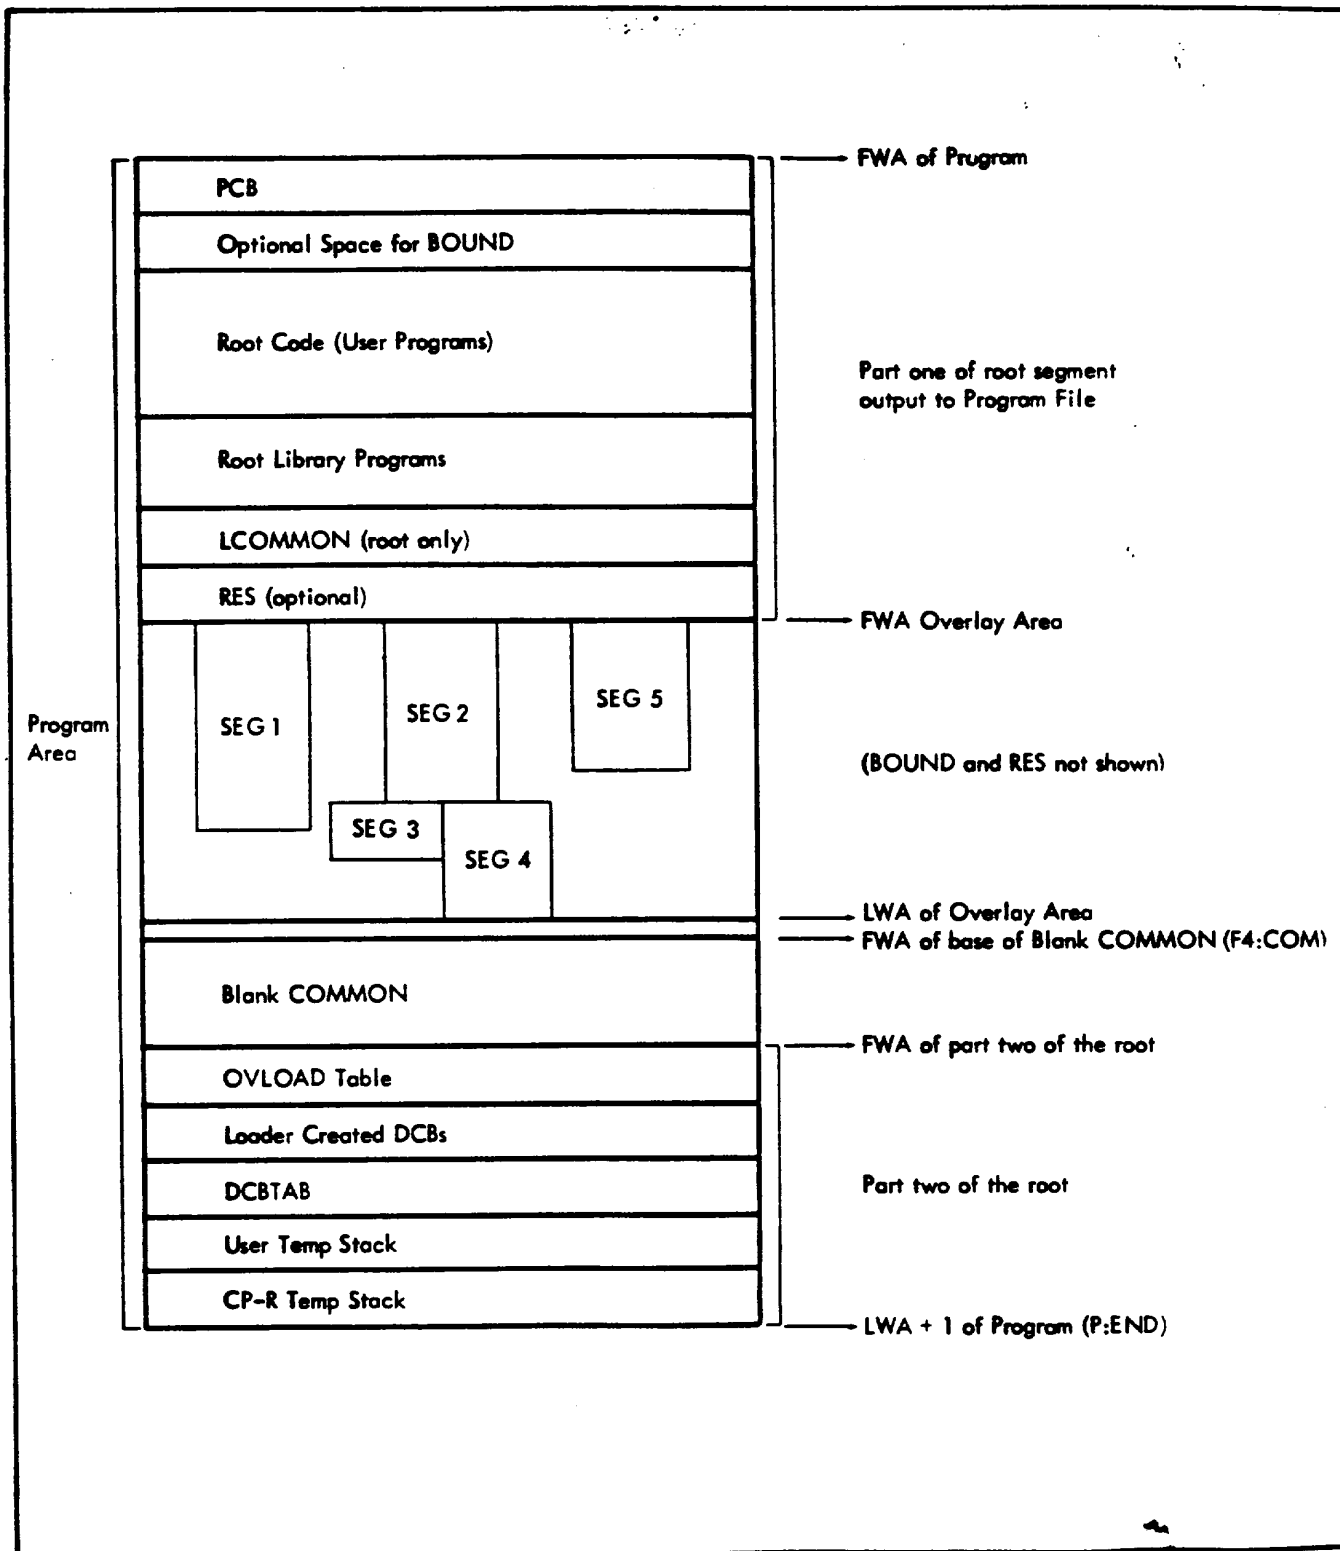 FWA of Prugram
PCB
Optional Space for BOUND
Root Code (User Programs)
Part one of root segment
output to Program File
Root Library Programs
LCOMMON (root only)
RES (optional)
FWA Overlay Area
SEG 1
SEG 2
SEG 5
Program
Area
(BOUND and RES not shown)
SEG 3
SEG 4
LWA of Overlay Area
FWA of base of Blank COMMON (F4:COM)
Blank COMMON
FWA of part two of the root
OVLOAD Table
Loader Created DCBs
DCBTAB
Part two of the root
User Temp Stack
CP-R Temp Stack
LWA + 1 of Program (P:END)